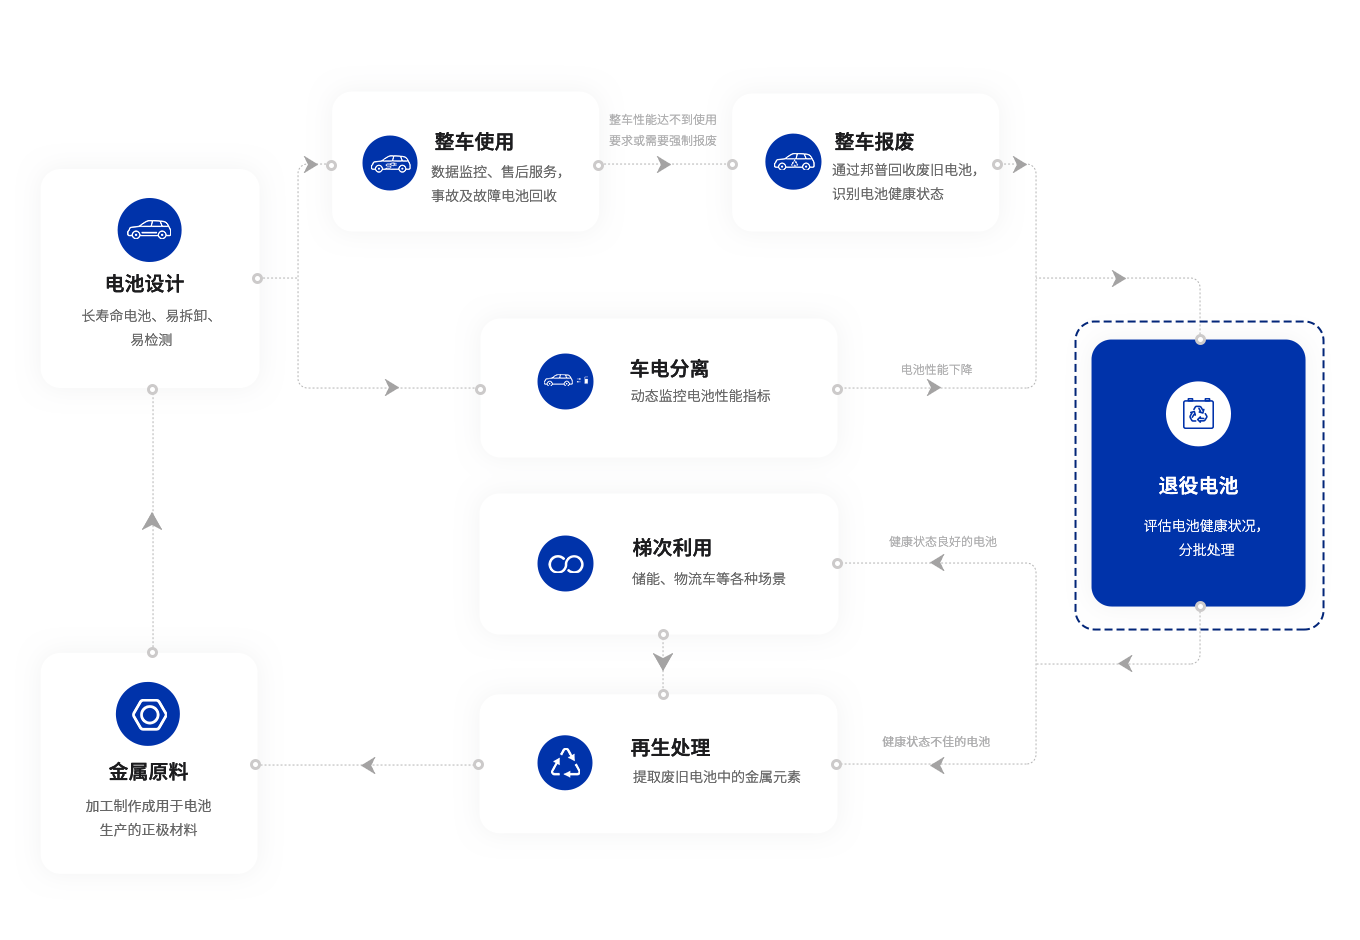 电池设计
长寿命电池、易拆卸、
易检测
整车使用
数据监控、售后服务，
事故及故障电池回收
整车性能达不到使用
要求或需要强制报废
整车报废
通过邦普回收废旧电池，
识别电池健康状态
车电分离
动态监控电池性能指标
电池性能下降
退役电池
评估电池健康状况，
分批处理
健康状态良好的电池
梯次利用
储能、物流车等各种场景
健康状态不佳的电池
再生处理
提取废旧电池中的金属元素
金属原料
加工制作成用于电池
生产的正极材料